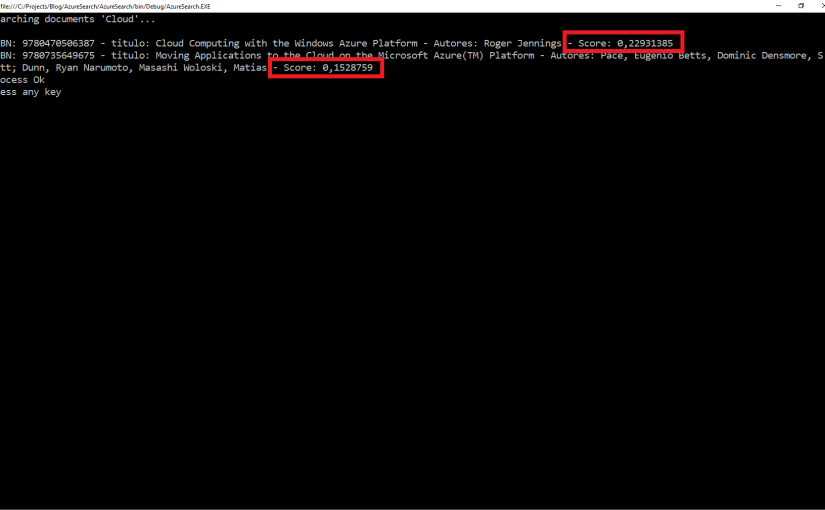 file:///C:/Projects/Blog/AzureSearch/AzureSearch/bin/Debug/AzureSearch.EXE
arching documents 'Cloud'...
BN: 9780470506387 - titulo: Cloud Computing with the Windows Azure Platform - Autores: Roger Jennings - Score: 0,22931385
BN: 9780735649675 - titulo: Moving Applications to the Cloud on the Microsoft Azure(TM) Platform - Autores: Pace, Eugenio Betts, Dominic Densmore, S
tt; Dunn, Ryan Narumoto, Masashi Woloski, Matias - Score: 0,1528759
ocess Ok
ess any key